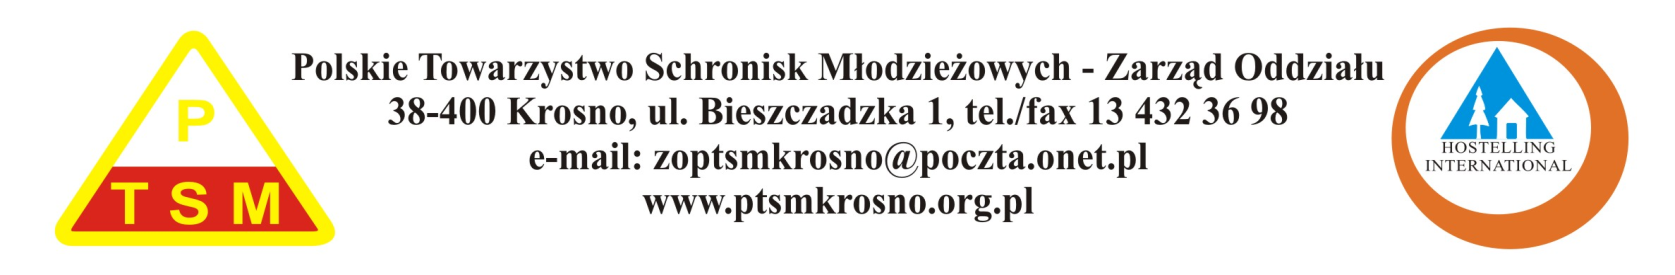 P
TSM
Polskie Towarzystwo Schronisk Młodzieżowych - Zarząd Oddziału
38-400 Krosno, ul. Bieszczadzka 1, tel./fax 13 432 36 98
e-mail: zoptsmkrosno@poczta.onet.pl
www.ptsmkrosno.org.pl
HOSTELLING
INTERNATIONAL